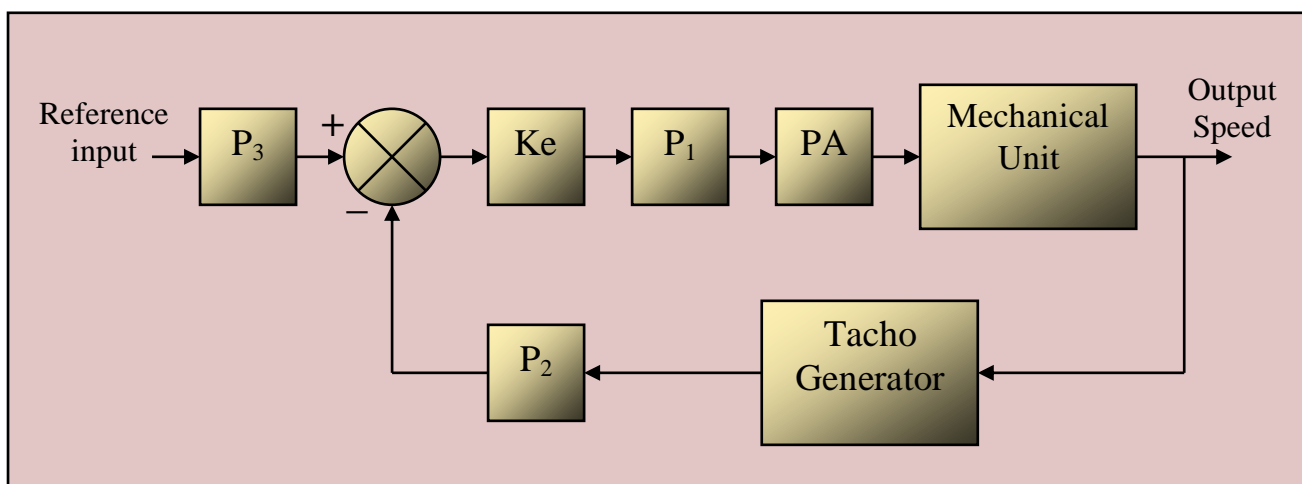 Reference
input
P₃
+
−
Ke
P₁
PA
Mechanical
Unit
Output
Speed
P₂
Tacho
Generator